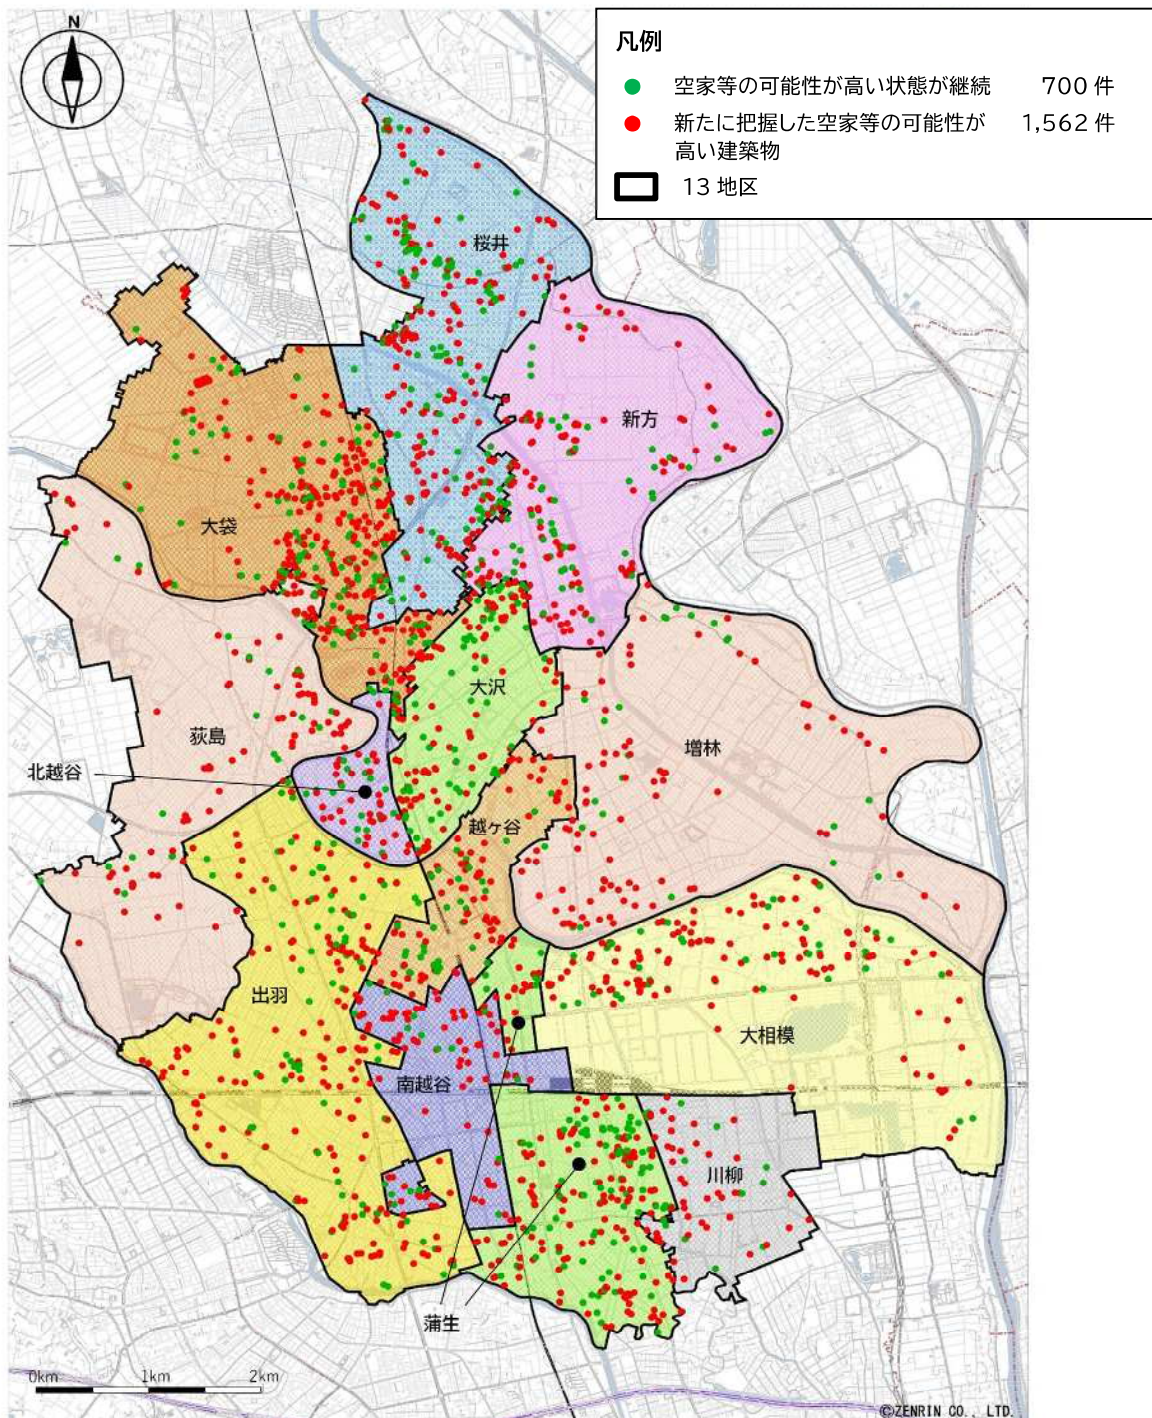 N
凡例
空家等の可能性が高い状態が継続 700 件
新たに把握した空家等の可能性が 1,562 件
高い建築物
13 地区
桜井
新方
大袋
大沢
荻島
増林
北越谷
越ヶ谷
出羽
大相模
南越谷
川柳
蒲生
0km 1km 2km
©ZENRIN CO., LTD.